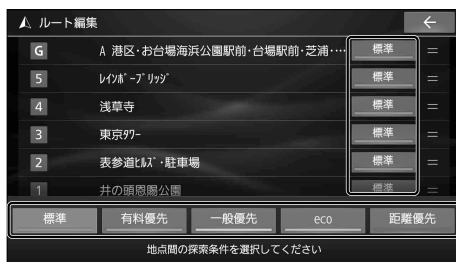 ルート編集
G A 港区・お台場海浜公園駅前・台場駅前・芝浦・… 標準
5 ﾚｲﾝﾎﾞｰﾌﾞﾘｯｼﾞ 標準
4 浅草寺 標準
3 東京ﾀﾜｰ 標準
2 表参道ﾋﾙｽﾞ・駐車場 標準
1 井の頭恩賜公園 標準
標準 有料優先 一般優先 eco 距離優先
地点間の探索条件を選択してください